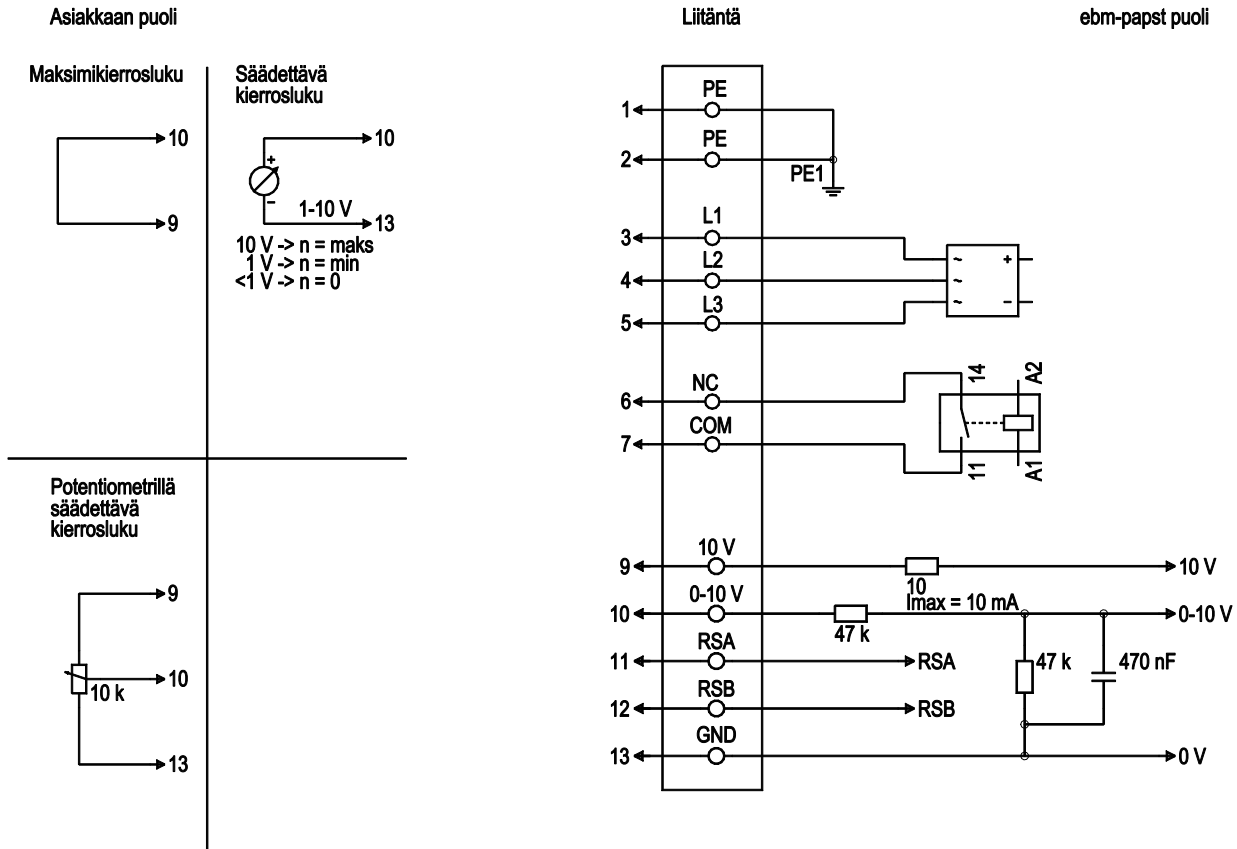 Asiakkaan puoli
Liitäntä
ebm-papst puoli
Maksimikierrosluku
10
9
Säädettävä
kierrosluku
10
+
−
1-10 V
13
10 V -> n = maks
1 V -> n = min
<1 V -> n = 0
Potentiometrillä
säädettävä
kierrosluku
9
10
10 k
13
1
PE
2
PE
PE1
3
L1
4
L2
5
L3
~
~
~
+
−
6
NC
7
COM
14
A2
11
A1
9
10 V
10
Imax = 10 mA
10 V
10
0-10 V
47 k
0-10 V
11
RSA
RSA
47 k
470 nF
12
RSB
RSB
13
GND
0 V